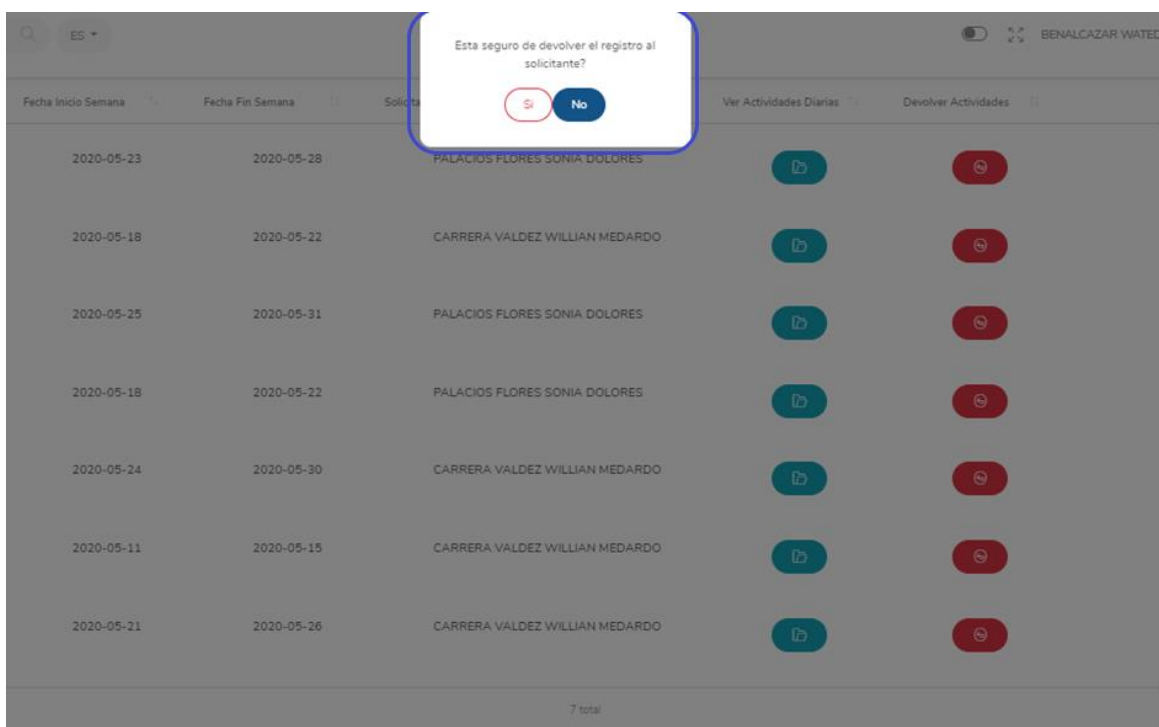 Esta seguro de devolver el registro al
solicitante?
Si No
ES
BENALCAZAR WATED
Fecha Inicio Semana Fecha Fin Semana Ver Actividades Diarias Devolver Actividades
2020-05-23 2020-05-28 PALACIOS FLORES SONIA DOLORES
2020-05-18 2020-05-22 CARRERA VALDEZ WILLIAN MEDARDO
2020-05-25 2020-05-31 PALACIOS FLORES SONIA DOLORES
2020-05-18 2020-05-22 PALACIOS FLORES SONIA DOLORES
2020-05-24 2020-05-30 CARRERA VALDEZ WILLIAN MEDARDO
2020-05-11 2020-05-15 CARRERA VALDEZ WILLIAN MEDARDO
2020-05-21 2020-05-26 CARRERA VALDEZ WILLIAN MEDARDO
7 total